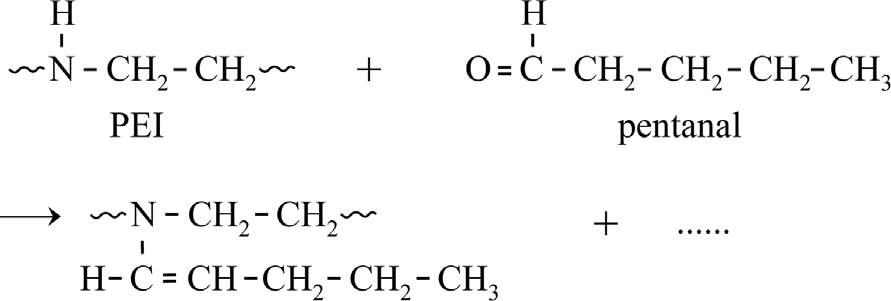 H H
~N – CH₂ – CH₂~ + O = C – CH₂ – CH₂ – CH₂ – CH₃
PEI pentanal
⟶ ~N – CH₂ – CH₂~ + ......
H – C = CH – CH₂ – CH₂ – CH₃